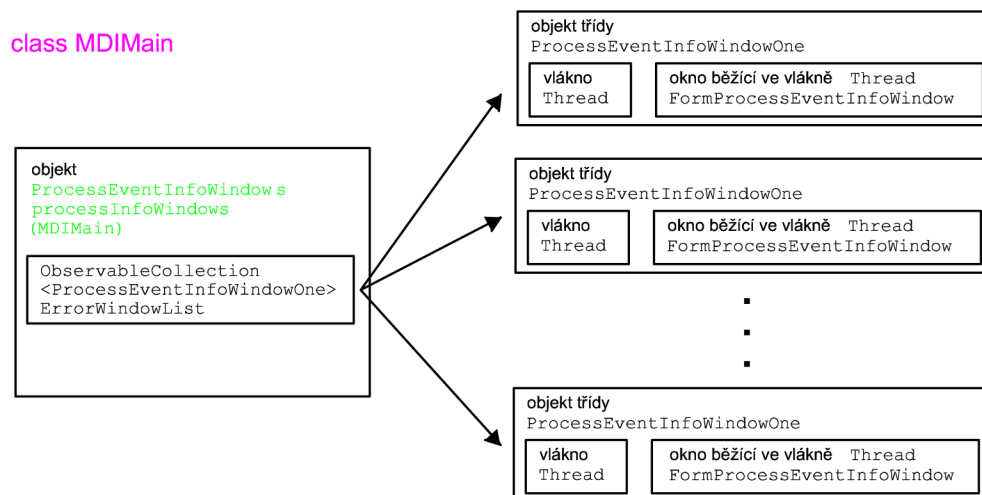 class MDIMain
objekt
ProcessEventInfoWindows
processInfoWindows
(MDIMain)
ObservableCollection
<ProcessEventInfoWindowOne>
ErrorWindowList
objekt třídy
ProcessEventInfoWindowOne
vlákno
Thread
okno běžící ve vlákně Thread
FormProcessEventInfoWindow
objekt třídy
ProcessEventInfoWindowOne
vlákno
Thread
okno běžící ve vlákně Thread
FormProcessEventInfoWindow
objekt třídy
ProcessEventInfoWindowOne
vlákno
Thread
okno běžící ve vlákně Thread
FormProcessEventInfoWindow